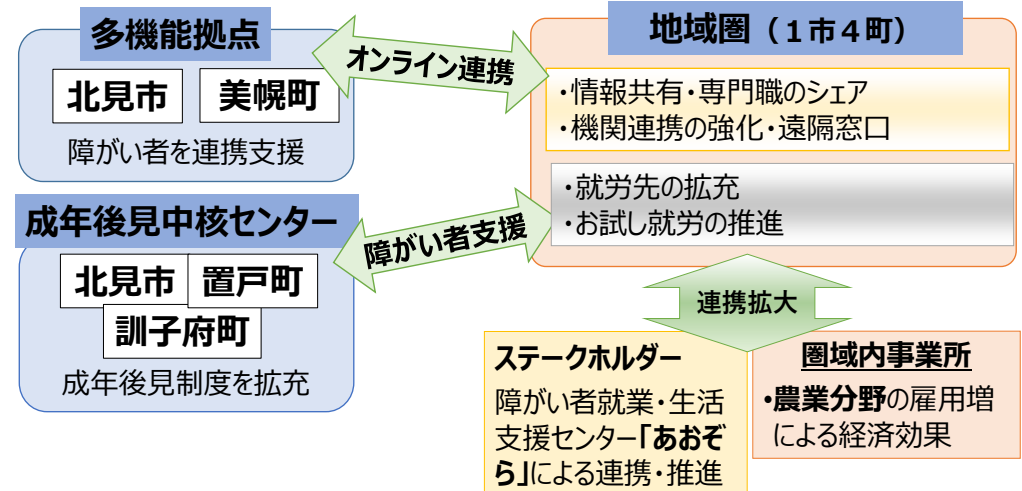 多機能拠点
北見市
美幌町
障がい者を連携支援
オンライン連携
地域圏（１市４町）
・情報共有・専門職のシェア
・機関連携の強化・遠隔窓口
・就労先の拡充
・お試し就労の推進
成年後見中核センター
北見市
置戸町
訓子府町
成年後見制度を拡充
障がい者支援
連携拡大
ステークホルダー
障がい者就業・生活
支援センター「あおぞ
ら」による連携・推進
圏域内事業所
・農業分野の雇用増
による経済効果